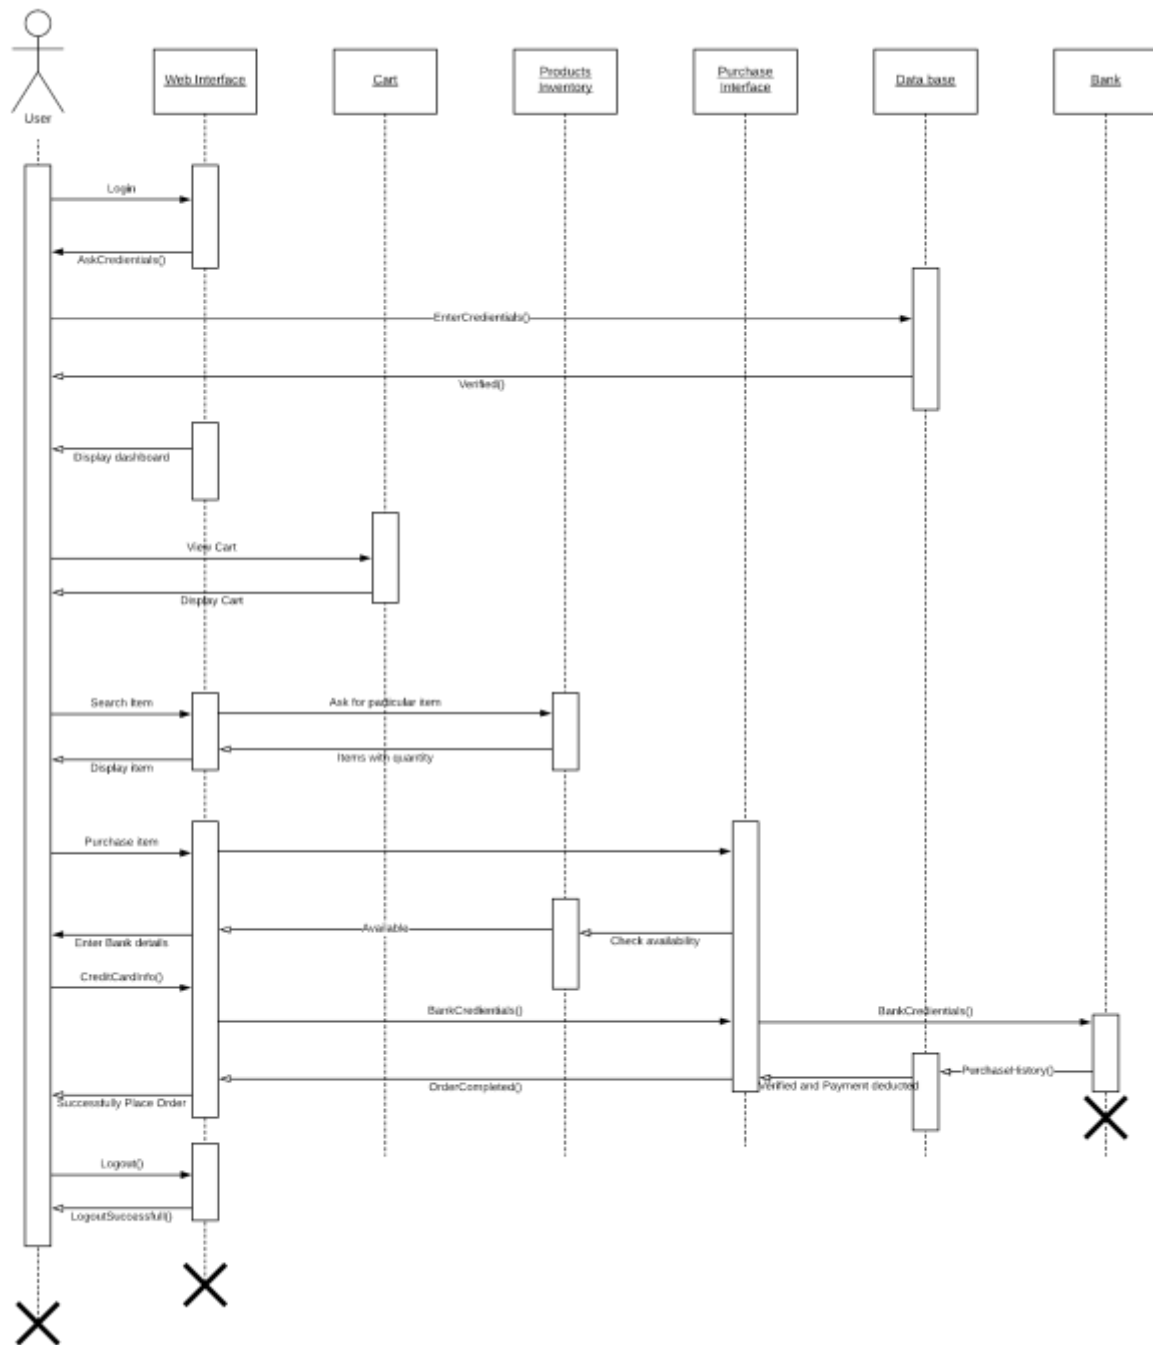 User
Web Interface
Cart
Products
Inventory
Purchase
Interface
Data base
Bank
Login
AskCredientials()
EnterCredientials()
Verified()
Display dashboard
View Cart
Display Cart
Search Item
Ask for particular item
Items with quantity
Display item
Purchase item
Available
Check availability
Enter Bank details
CreditCardInfo()
BankCredientials()
BankCredientials()
PurchaseHistory()
Verified and Payment deducted
OrderCompleted()
Successfully Place Order
Logout()
LogoutSuccessfull()